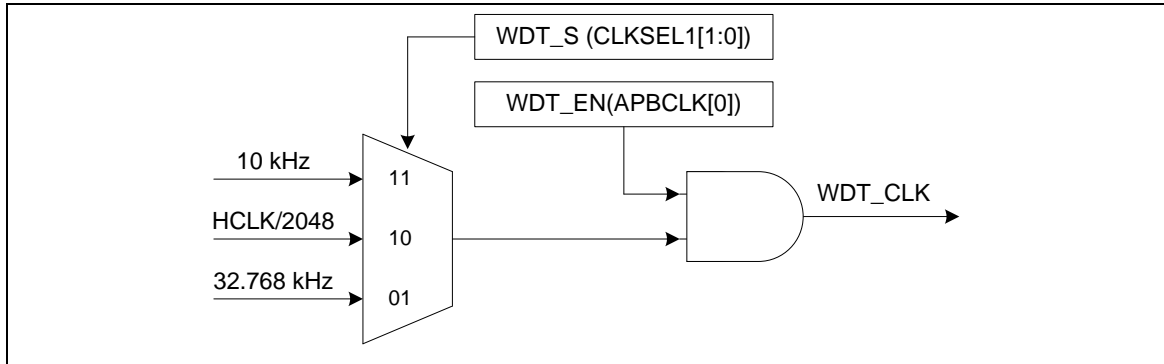 WDT_S (CLKSEL1[1:0])
WDT_EN(APBCLK[0])
10 kHz
11
WDT_CLK
HCLK/2048
10
32.768 kHz
01